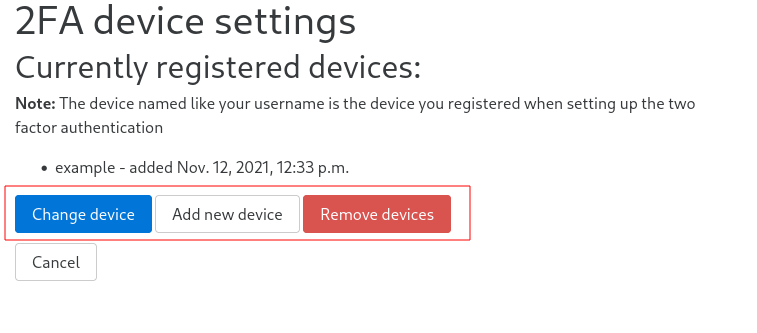 2FA device settings
Currently registered devices:
Note: The device named like your username is the device you registered when setting up the two
factor authentication
• example - added Nov. 12, 2021, 12:33 p.m.
Change device Add new device Remove devices
Cancel